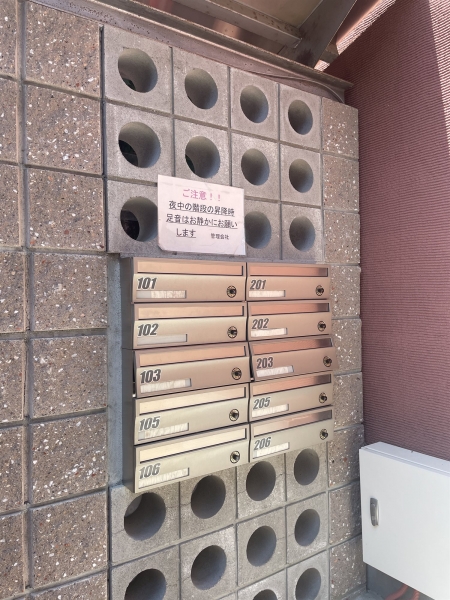 ご注意!!
夜中の階段の昇降時
足音はお静かにお願い
します 管理会社
101 201
102 202
103 203
105 205
106 206